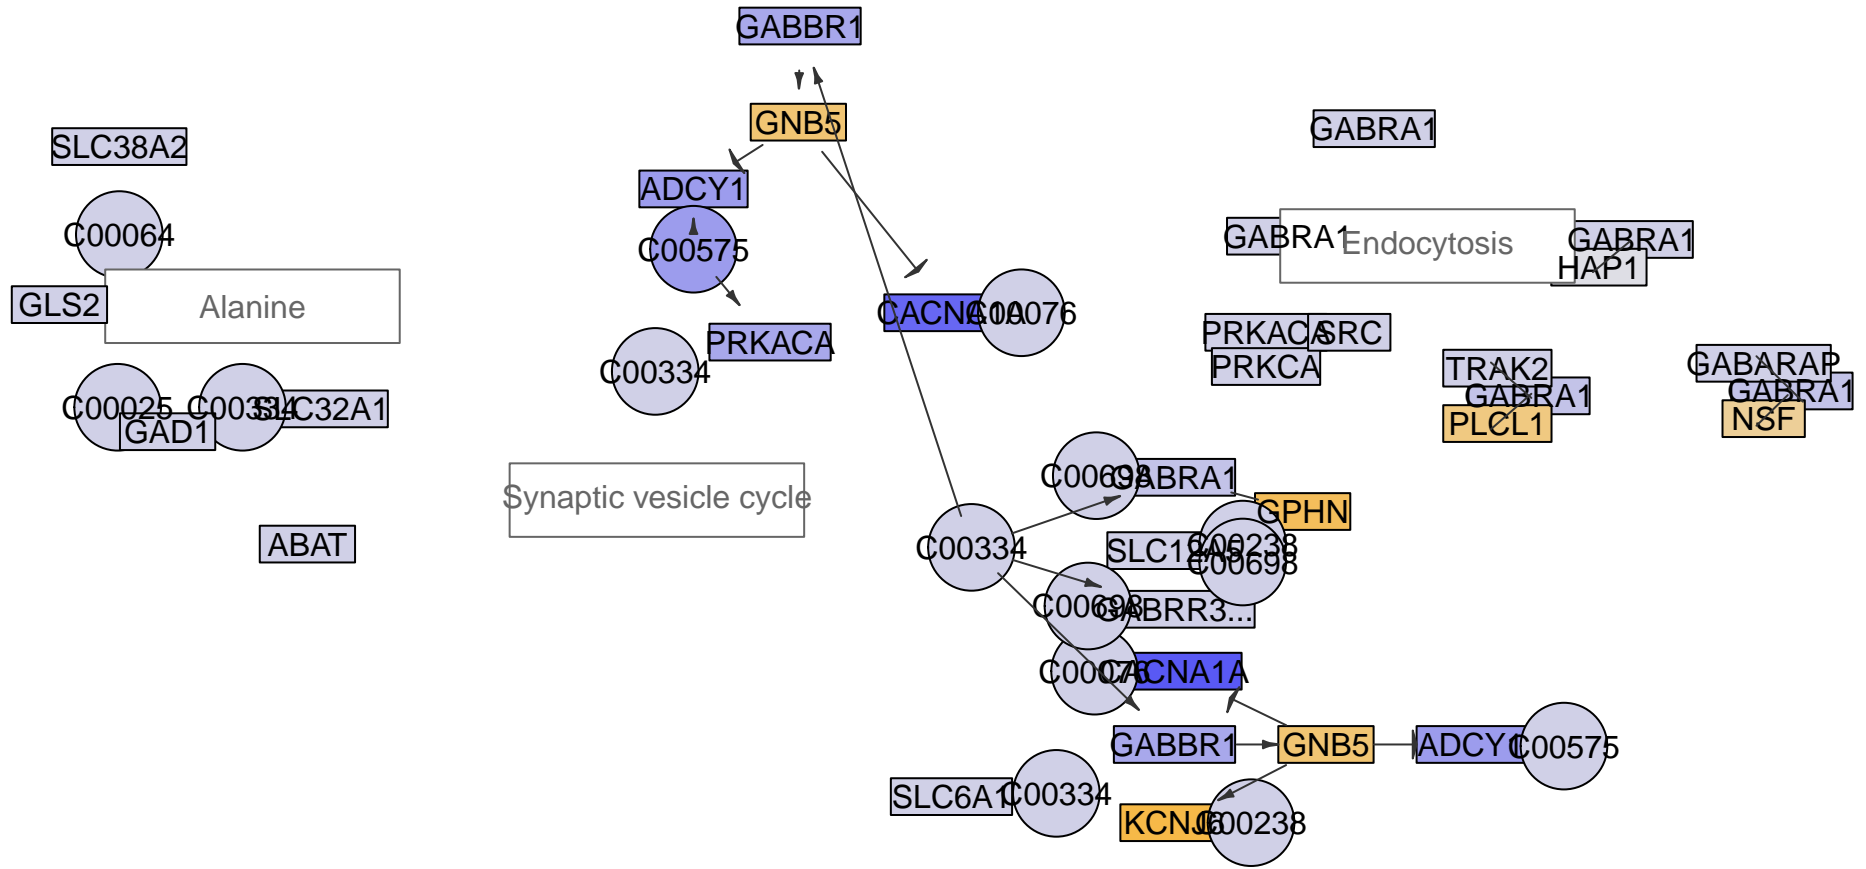 GABBR1
GNB5
GABRA1
SLC38A2
ADCY1
C00064
C00575
GABRA1
Endocytosis
GABRA1
HAP1
GLS2
Alanine
CACNA1A
C00076
PRKACA
PRKACA
SRC
PRKCA
C00334
TRAK2
GABRA1
PLCL1
GABARAP
GABRA1
NSF
C00025
C00334
SLC32A1
GAD1
C00698
GABRA1
Synaptic vesicle cycle
GPHN
ABAT
C00334
SLC12A5
C00238
C00698
C00698
GABRR3...
C00076
CACNA1A
GABBR1
GNB5
ADCY1
C00575
SLC6A1
C00334
KCNJ6
C00238